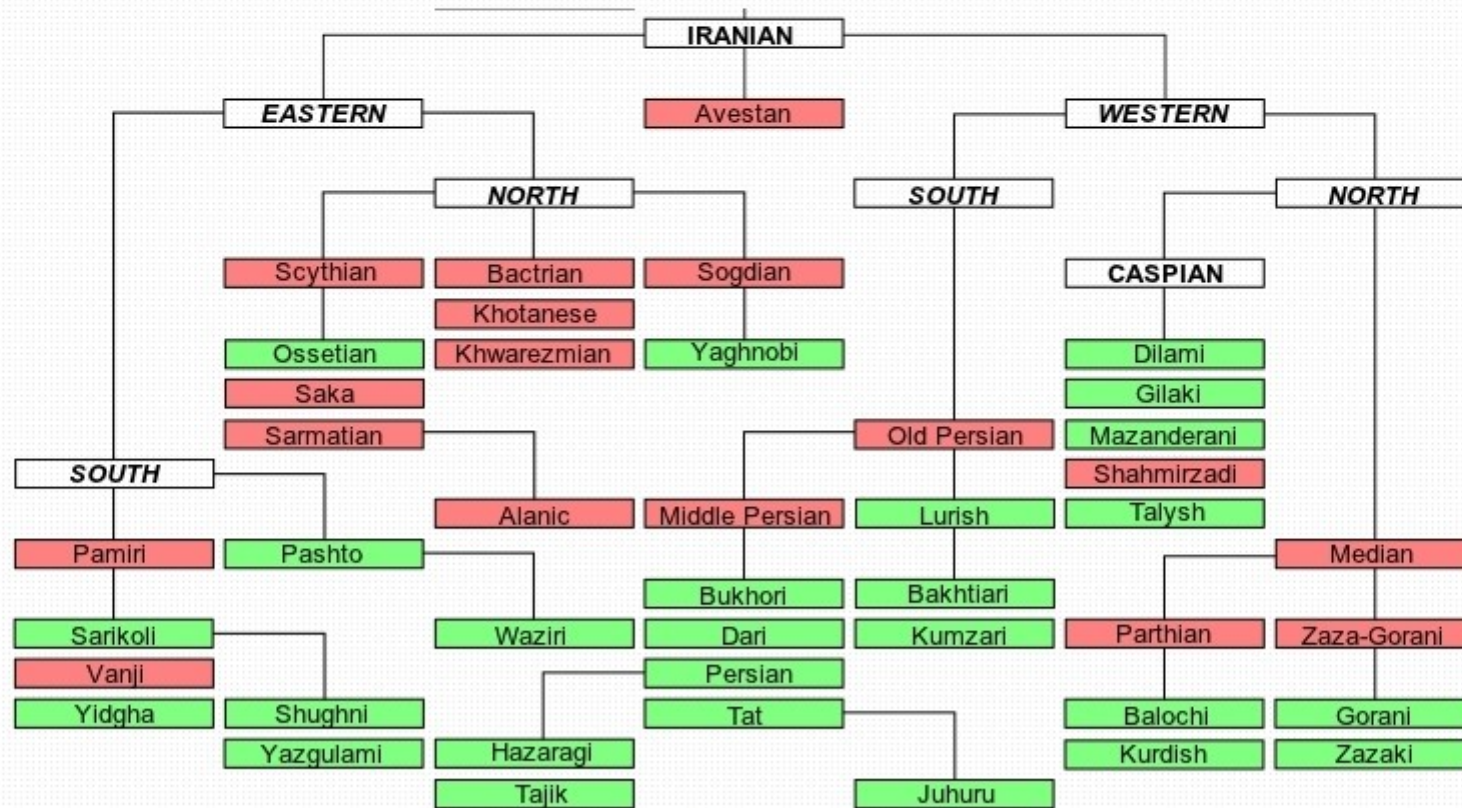 IRANIAN
EASTERN
Avestan
WESTERN
NORTH
SOUTH
NORTH
Scythian
Bactrian
Sogdian
CASPIAN
Khotanese
Ossetian
Khwarezmian
Yaghnobi
Dilami
Saka
Gilaki
Sarmatian
Old Persian
Mazanderani
SOUTH
Shahmirzadi
Alanic
Middle Persian
Lurish
Talysh
Pamiri
Pashto
Median
Bukhori
Bakhtiari
Sarikoli
Waziri
Dari
Kumzari
Parthian
Zaza-Gorani
Vanji
Persian
Yidgha
Shughni
Tat
Balochi
Gorani
Yazgulami
Hazaragi
Kurdish
Zazaki
Tajik
Juhuru